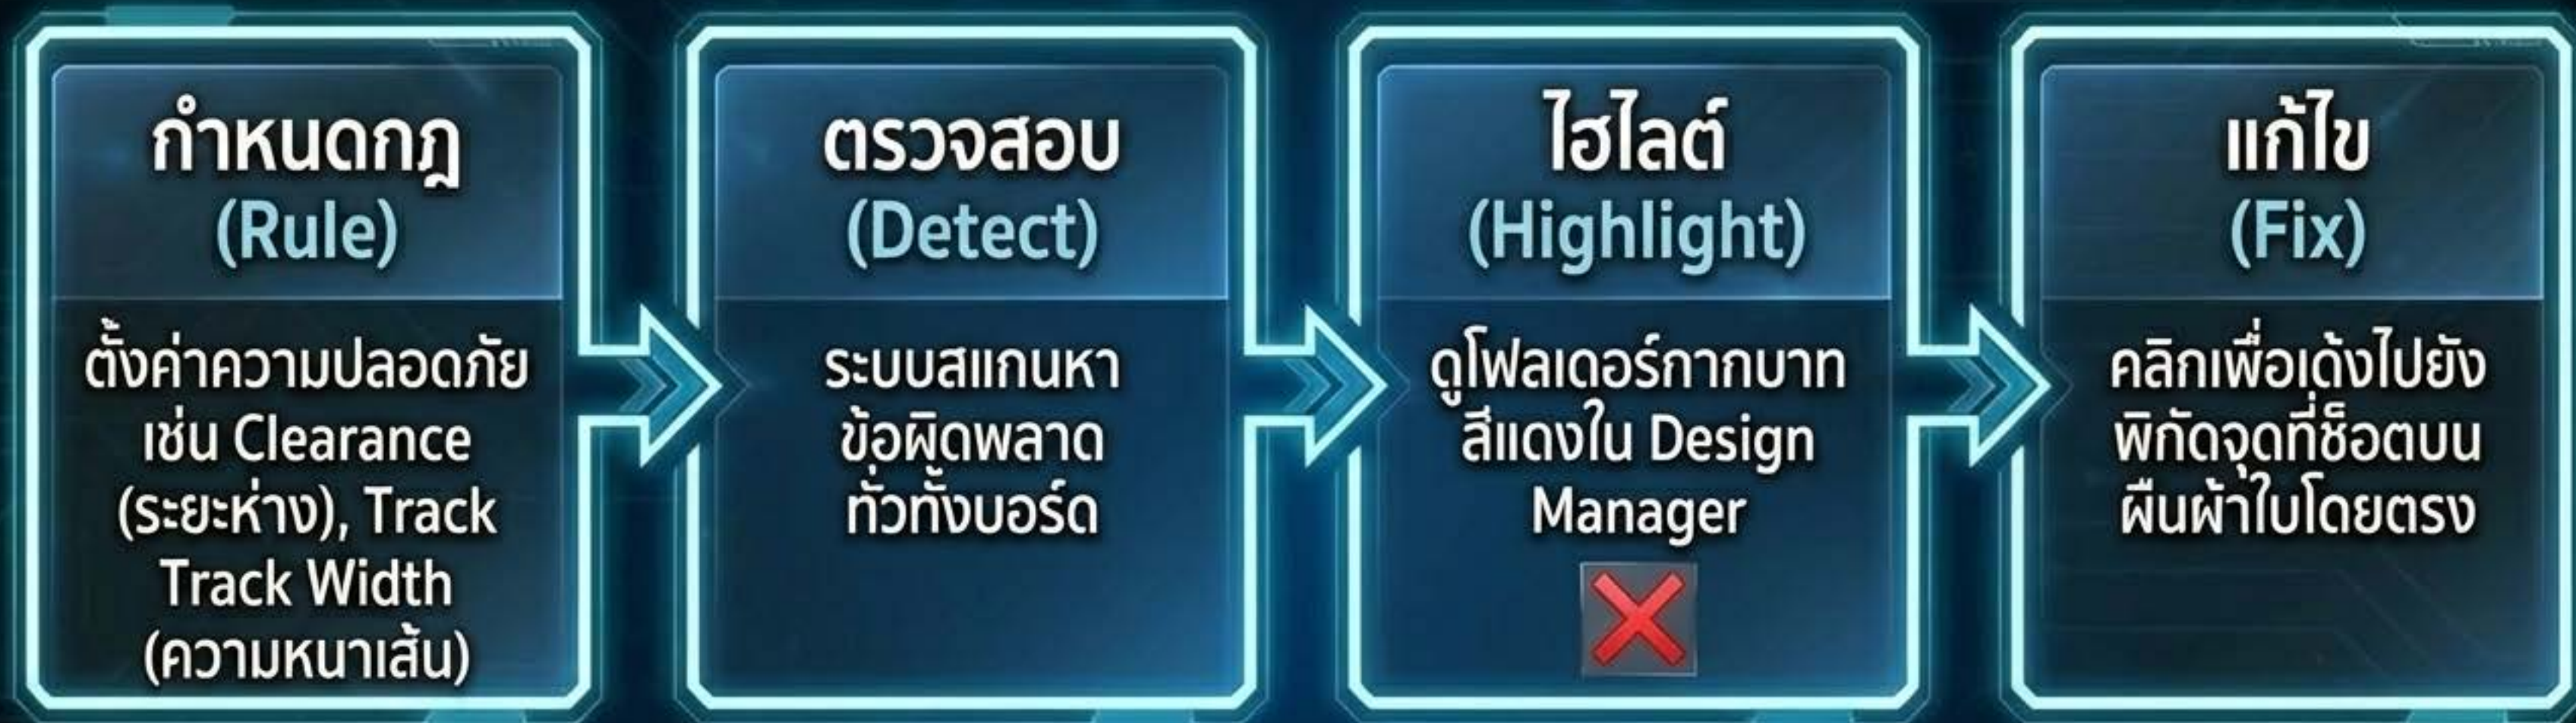 กำหนดกฎ
(Rule)
ตั้งค่าความปลอดภัย
เช่น Clearance
(ระยะห่าง), Track
Track Width
(ความหนาเส้น)
ตรวจสอบ
(Detect)
ระบบสแกนหา
ข้อผิดพลาด
ทั่วทั้งบอร์ด
ไฮไลต์
(Highlight)
ดูโฟลเดอร์กากบาท
สีแดงใน Design
Manager
แก้ไข
(Fix)
คลิกเพื่อเด้งไปยัง
พิกัดจุดที่ช็อตบน
ผืนผ้าใบโดยตรง